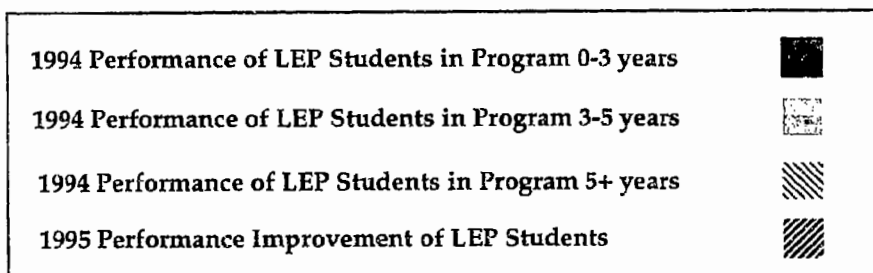 1994 Performance of LEP Students in Program 0-3 years
1994 Performance of LEP Students in Program 3-5 years
1994 Performance of LEP Students in Program 5+ years
1995 Performance Improvement of LEP Students